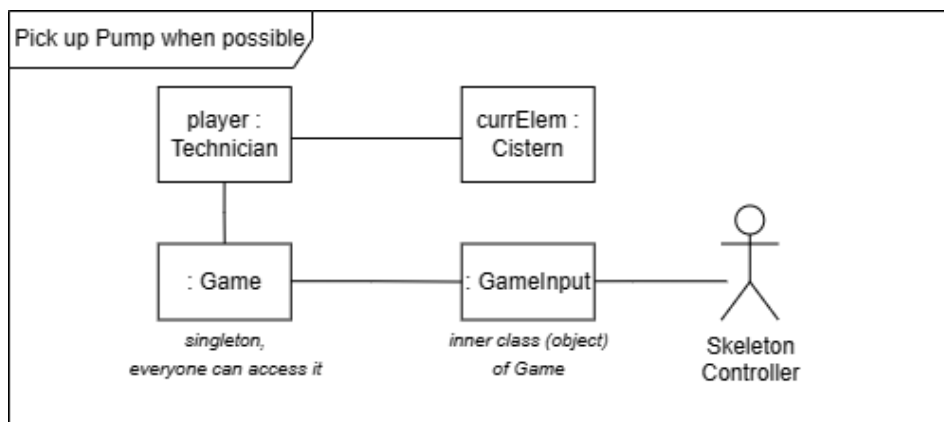 Pick up Pump when possible
player :
Technician
currElem :
Cistern
: Game
: GameInput
singleton,
everyone can access it
inner class (object)
of Game
Skeleton
Controller